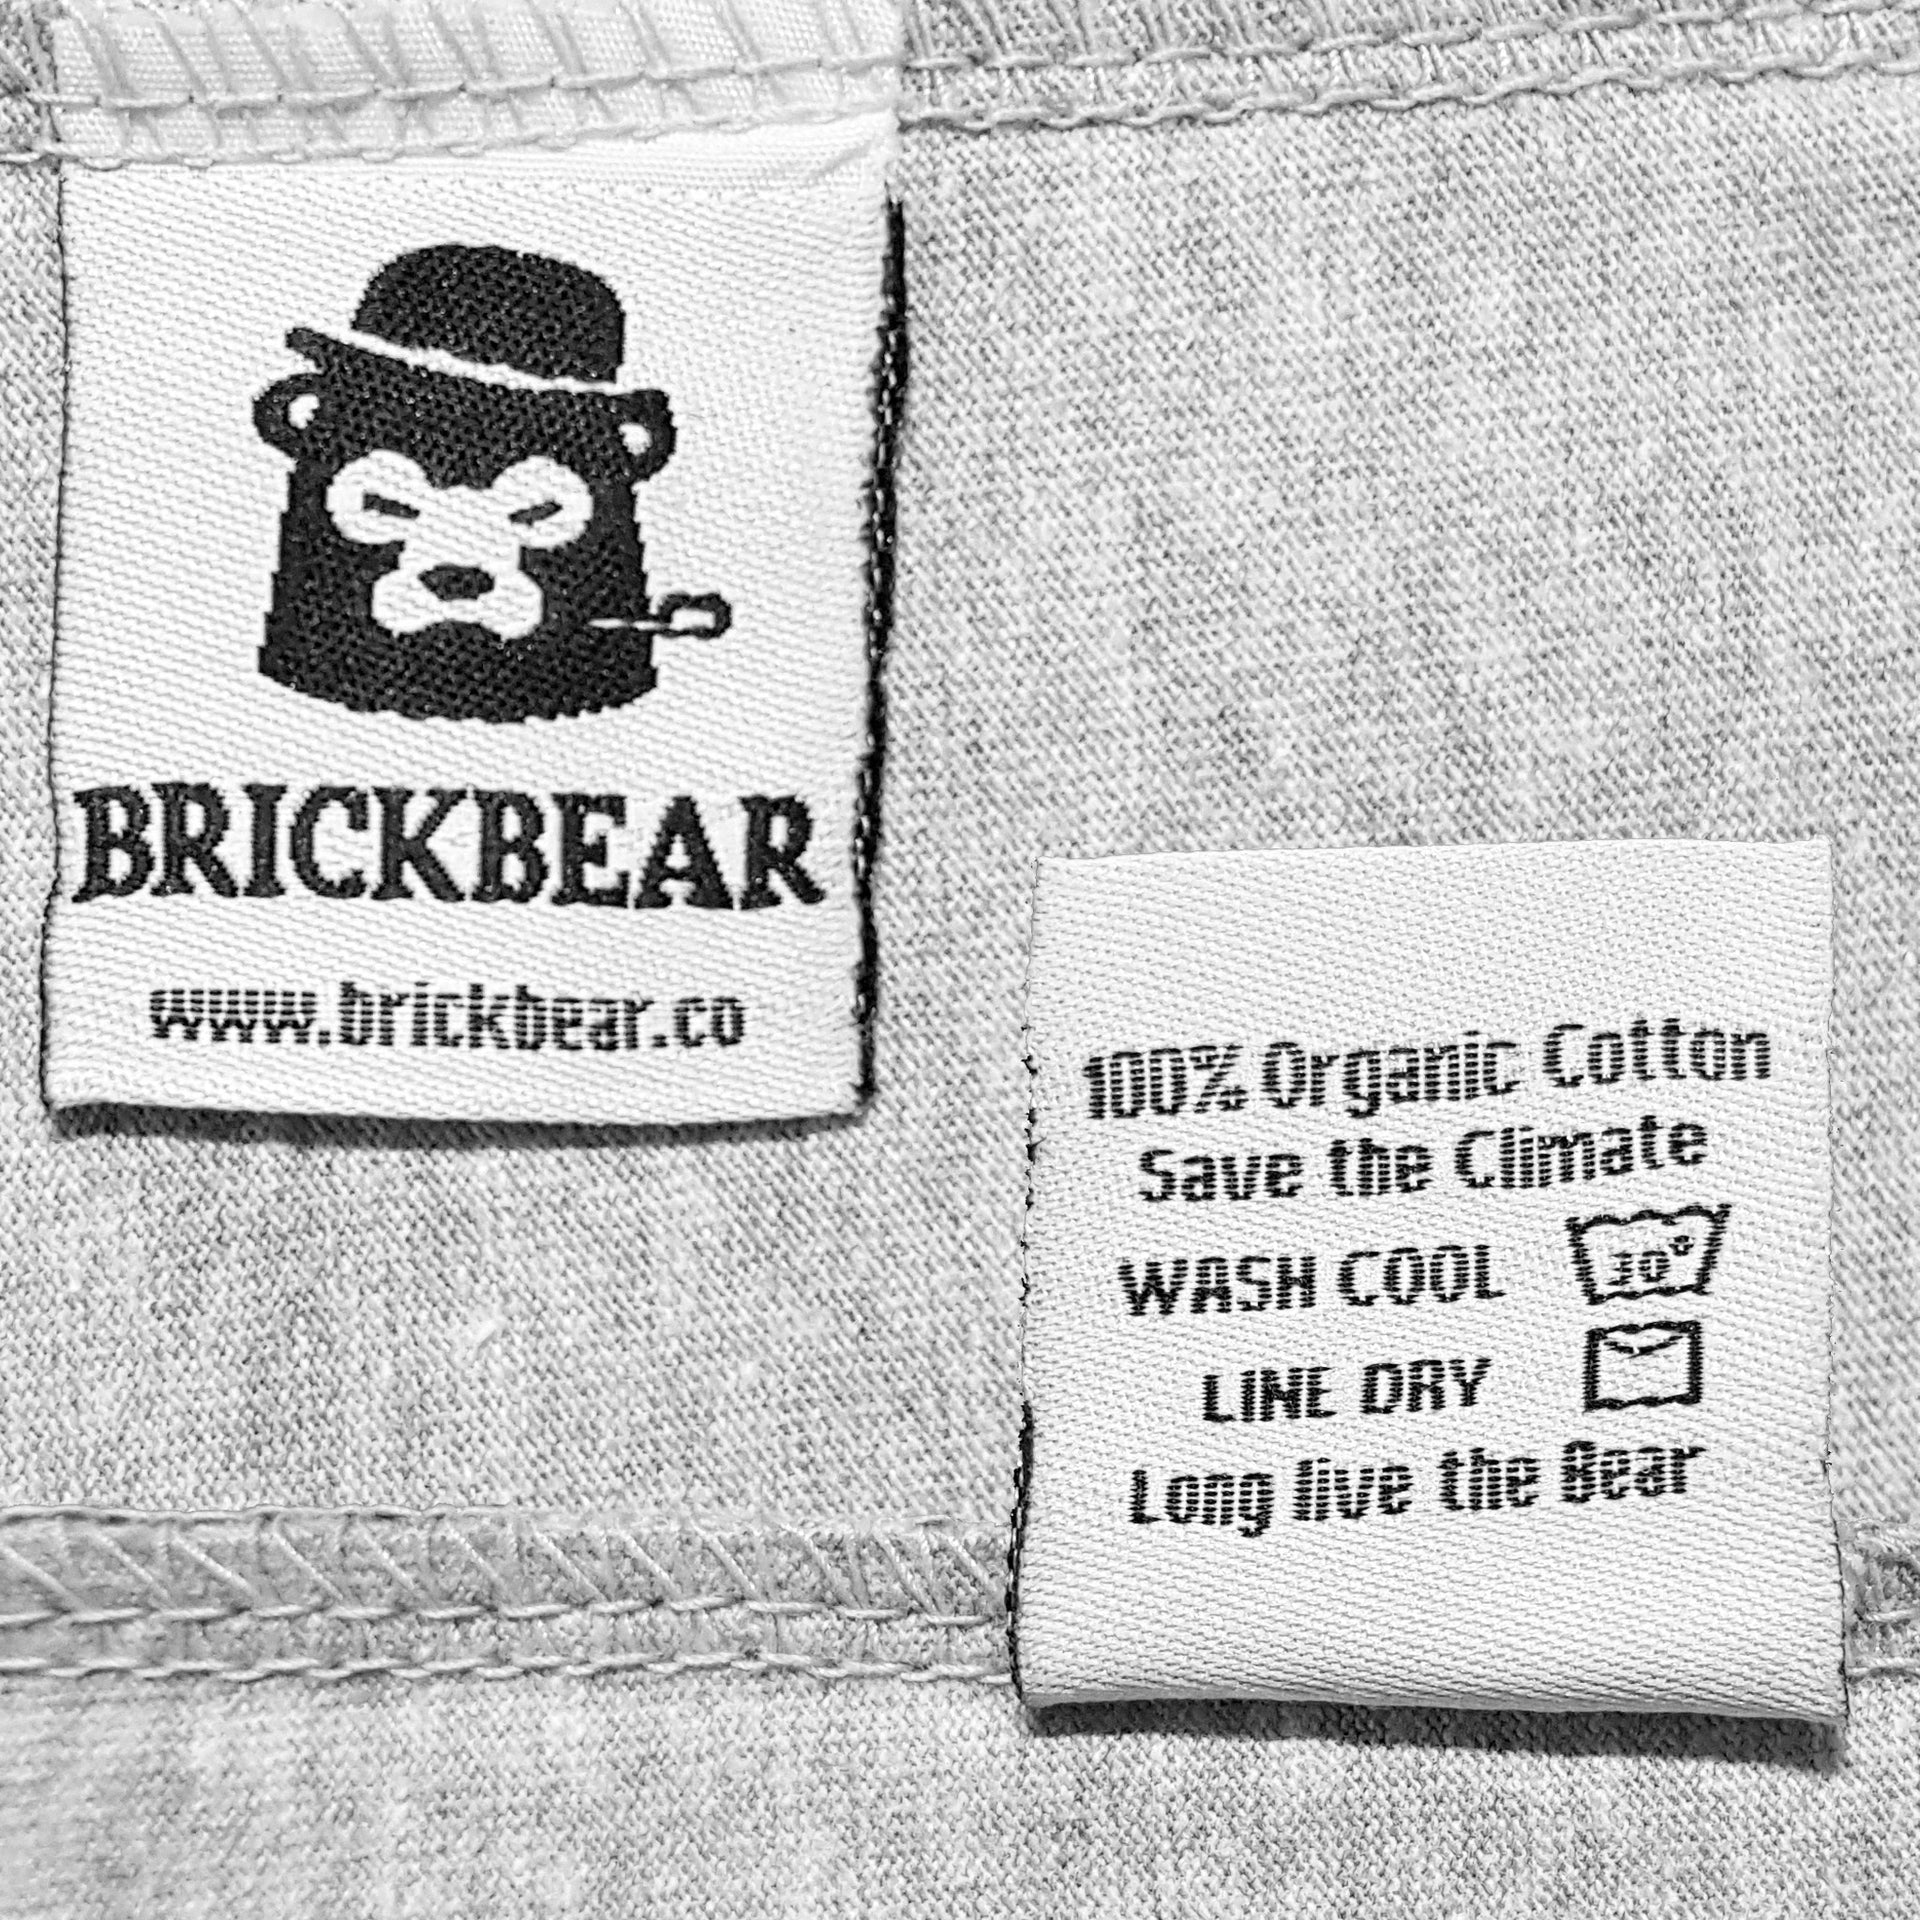 BRICKBEAR
www.brickbear.co
100% Organic Cotton
Save the Climate
WASH COOL 30°
LINE DRY
Long live the Bear